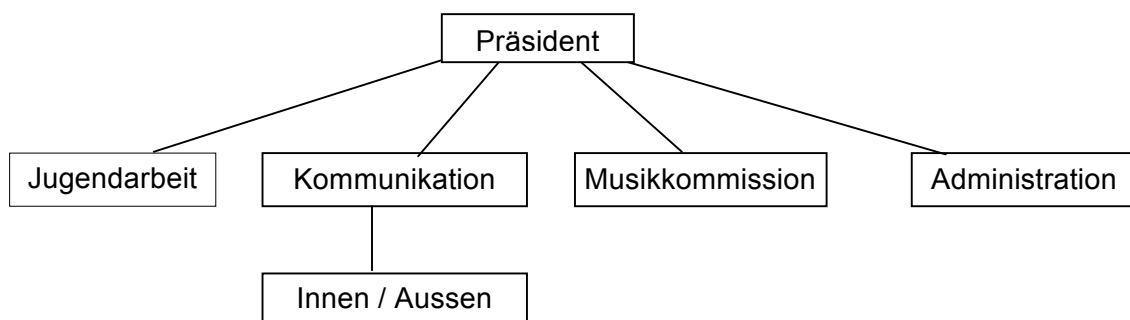 Präsident
Jugendarbeit
Kommunikation
Musikkommission
Administration
Innen / Aussen